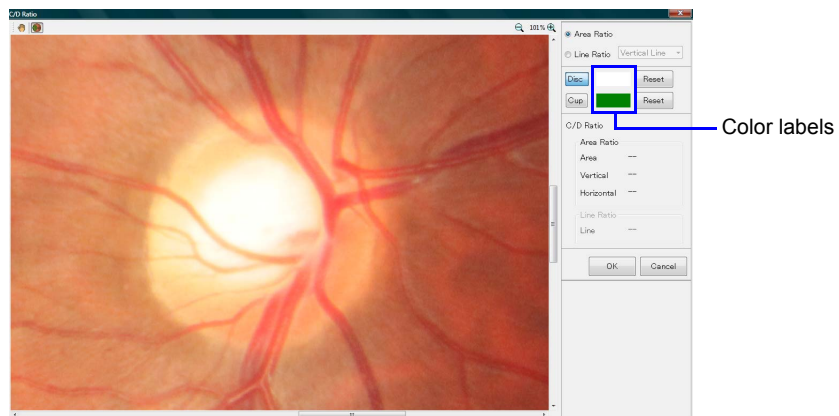 C/D Ratio
101%
Area Ratio
Line Ratio Vertical Line
Disc Reset
Cup Reset
Color labels
C/D Ratio
Area Ratio
Area --
Vertical --
Horizontal --
Line Ratio
Line --
OK Cancel